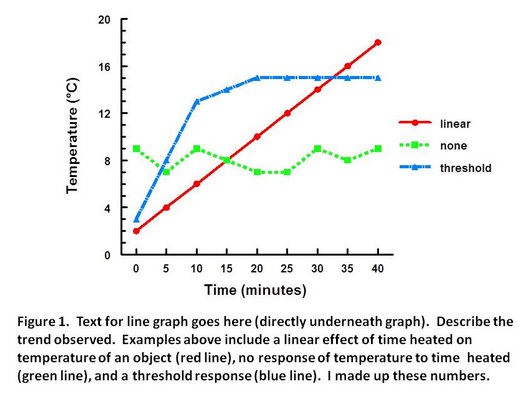 20
16
12
8
4
0
Temperature (°C)
0 5 10 15 20 25 30 35 40
Time (minutes)
linear
none
threshold
Figure 1.  Text for line graph goes here (directly underneath graph).  Describe the
trend observed.  Examples above include a linear effect of time heated on
temperature of an object (red line), no response of temperature to time  heated
(green line), and a threshold response (blue line).  I made up these numbers.